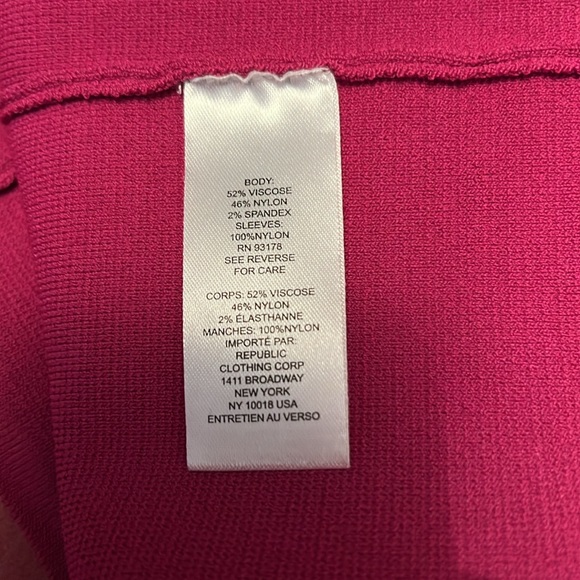 BODY:
52% VISCOSE
46% NYLON
2% SPANDEX
SLEEVES:
100%NYLON
RN 93178
SEE REVERSE
FOR CARE
CORPS: 52% VISCOSE
46% NYLON
2% ÉLASTHANNE
MANCHES: 100%NYLON
IMPORTÉ PAR:
REPUBLIC
CLOTHING CORP
1411 BROADWAY
NEW YORK
NY 10018 USA
ENTRETIEN AU VERSO